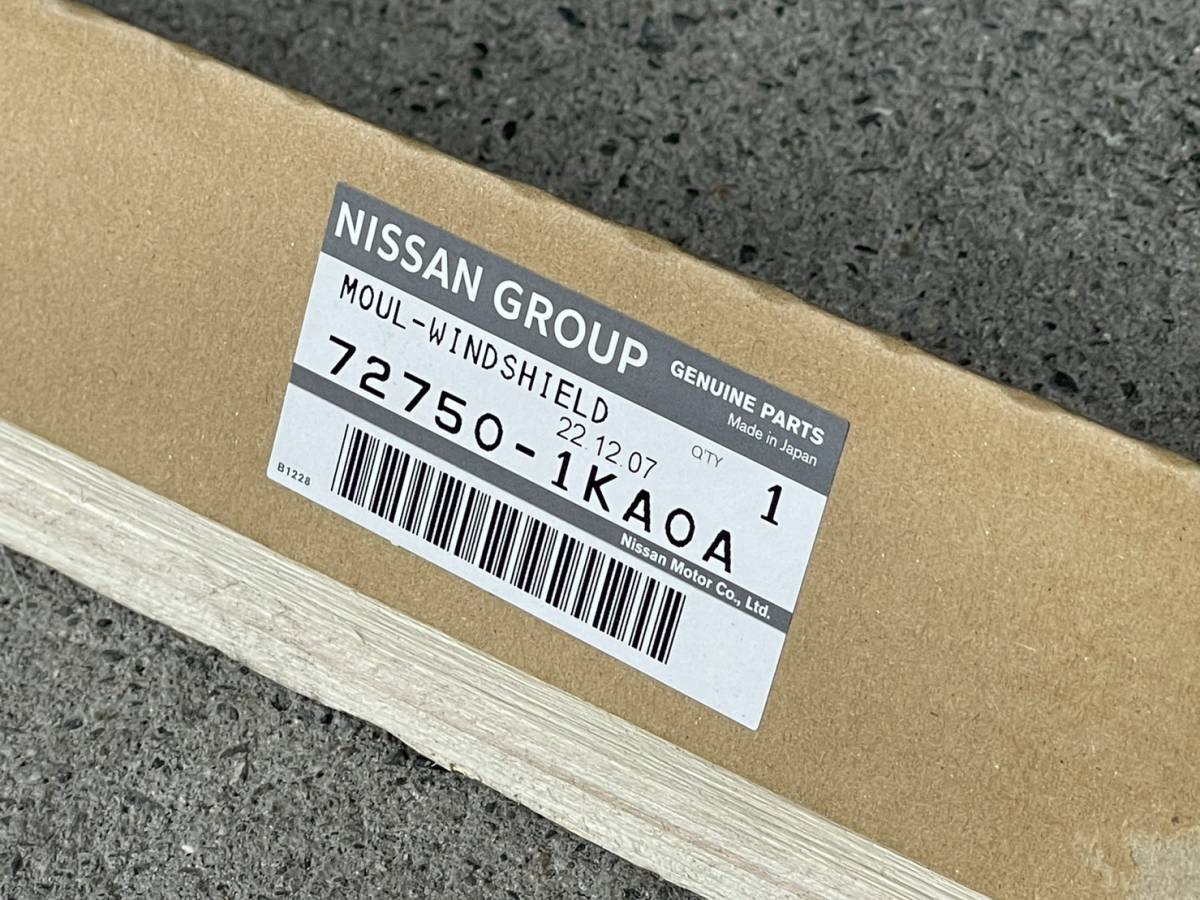 NISSAN GROUP GENUINE PARTS
Made in Japan
MOUL-WINDSHIELD
22.12.07 QTY 1
72750-1KA0A
Nissan Motor Co., Ltd.
B1228